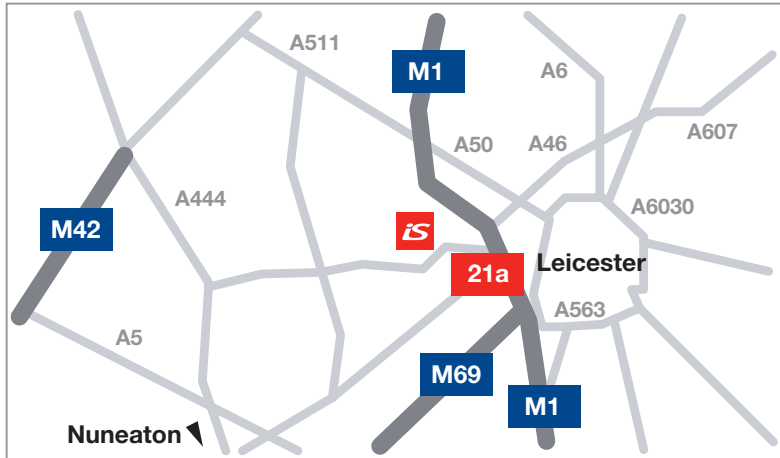 A511
M1
A6
A50
A46
A607
A444
A6030
M42
iS
21a
Leicester
A563
A5
M69
M1
Nuneaton